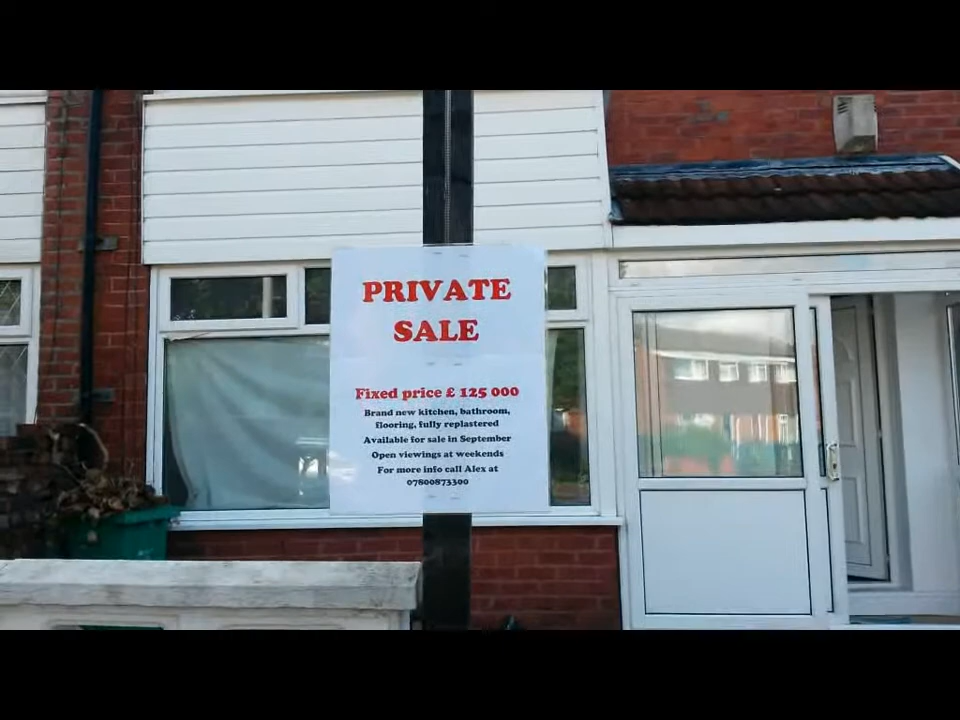 PRIVATE
SALE
Fixed price £ 125 000
Brand new kitchen, bathroom,
flooring, fully replastered
Available for sale in September
Open viewings at weekends
For more info call Alex at
07800873300